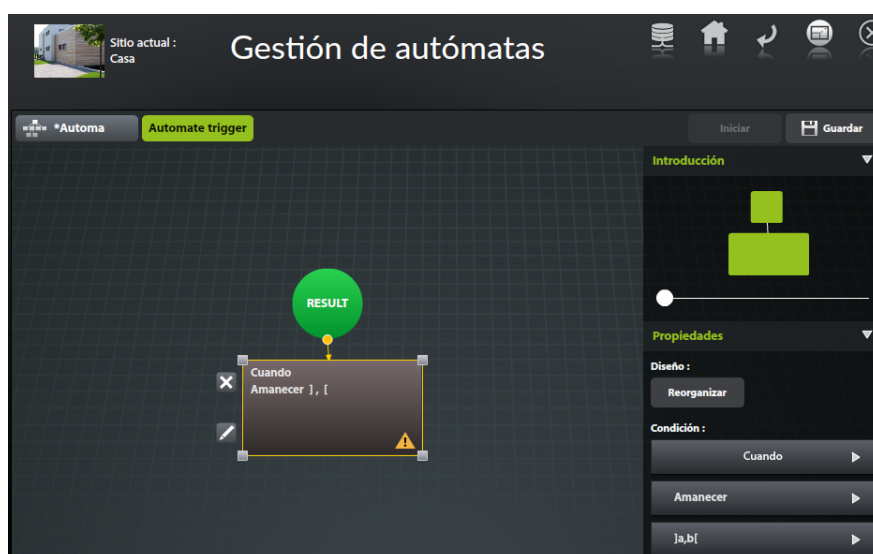 Sitio actual :
Casa
Gestión de autómatas
*Automa
Automate trigger
Iniciar
Guardar
Introducción
RESULT
Cuando
Amanecer ] , [
Propiedades
Diseño :
Reorganizar
Condición :
Cuando
Amanecer
]a,b[